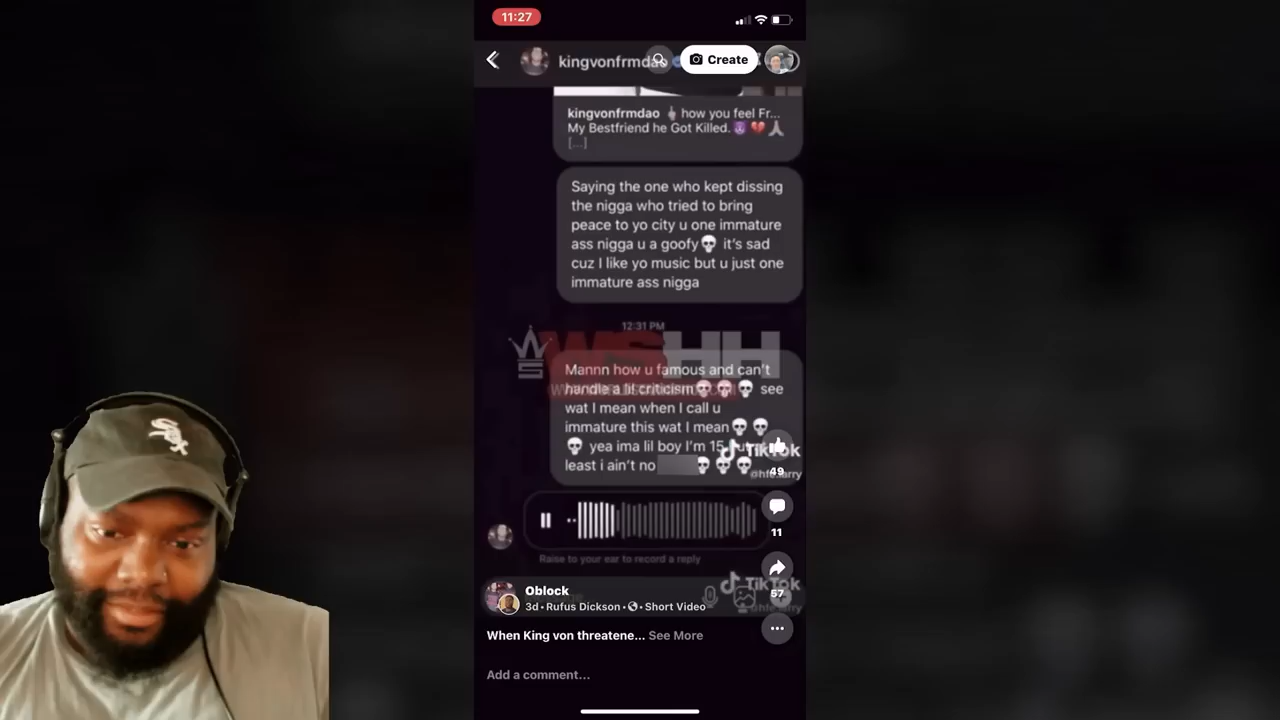 11:27
kingvonfrmdao
Create
kingvonfrmdao 🖕 how you feel Fr...
My Bestfriend he Got Killed. 😈 💔 🙏🏽
[...]
Saying the one who kept dissing
the nigga who tried to bring
peace to yo city u one immature
ass nigga u a goofy💀 it's sad
cuz I like yo music but u just one
immature ass nigga
12:31 PM
WSHH
Mannn how u famous and can't
handle a lil criticism💀💀💀 see
wat I mean when I call u
immature this wat I mean💀💀
💀 yea ima lil boy I'm 15
least i ain't no 💀💀💀
TikTok
49
11
Raise to your ear to record a reply
TikTok
57
Oblock
3d • Rufus Dickson • Short Video
When King von threatene... See More
Add a comment...
SOX